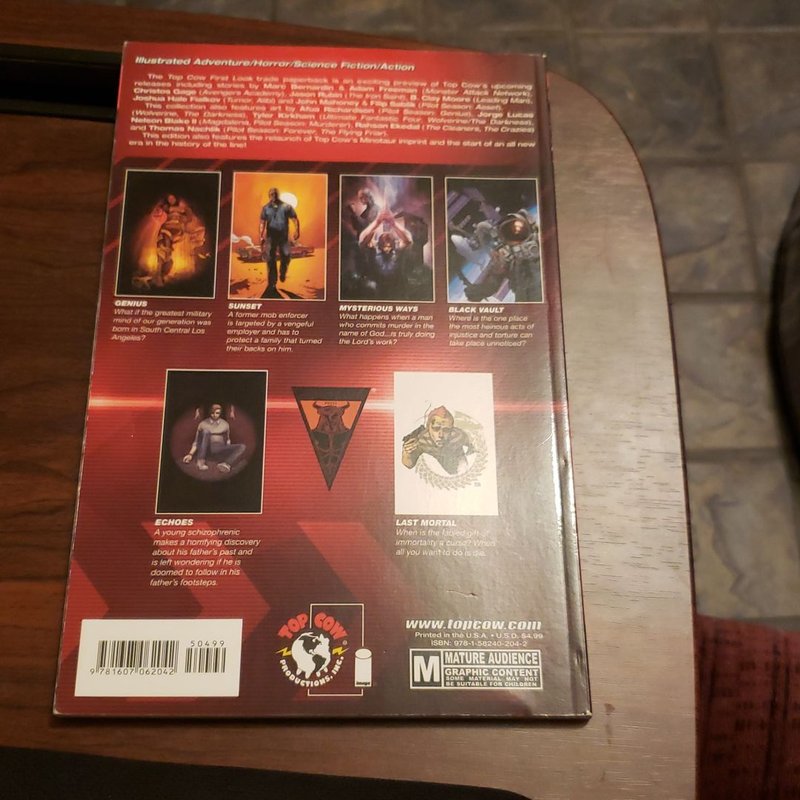 Illustrated Adventure/Horror/Science Fiction/Action
The Top Cow First Look trade paperback is an exciting preview of Top Cow's upcoming
releases including stories by Marc Bernardin & Adam Freeman (Monster Attack Network),
Christos Gage (Avengers Academy), Jason Rubin (The Iron Saint), B. Clay Moore (Leading Man),
Joshua Hale Fialkov (Tumor, Alibi) and John Mahoney & Filip Sablik (Pilot Season: Asset).
This collection also features art by Afua Richardson (Pilot Season: Genius), Jorge Lucas
(Wolverine, The Darkness), Tyler Kirkham (Ultimate Fantastic Four, Wolverine/The Darkness),
Nelson Blake II (Magdalena, Pilot Season: Murderer), Rahsan Ekedal (The Cleaners, The Crazies)
and Thomas Nachlik (Pilot Season: Forever, The Flying Friar).
This edition also features the relaunch of Top Cow's Minotaur imprint and the start of an all new
era in the history of the line!
GENIUS
What if the greatest military
mind of our generation was
born in South Central Los
Angeles?
SUNSET
A former mob enforcer
is targeted by a vengeful
employer and has to
protect a family that turned
their backs on him.
MYSTERIOUS WAYS
What happens when a man
who commits murder in the
name of God...is truly doing
the Lord's work?
BLACK VAULT
Where is the one place
the most heinous acts of
injustice and torture can
take place unnoticed?
ECHOES
A young schizophrenic
makes a horrifying discovery
about his father's past and
is left wondering if he is
doomed to follow in his
father's footsteps.
LAST MORTAL
When is the fabled gift of
immortality a curse? When
all you want to do is die.
50499
9 781607 062042
TOP COW
PRODUCTIONS, INC.
image
www.topcow.com
Printed in the U.S.A. • U.S.D. $4.99
ISBN: 978-1-58240-204-2
M MATURE AUDIENCE
GRAPHIC CONTENT
SOME MATERIAL MAY NOT
BE SUITABLE FOR CHILDREN